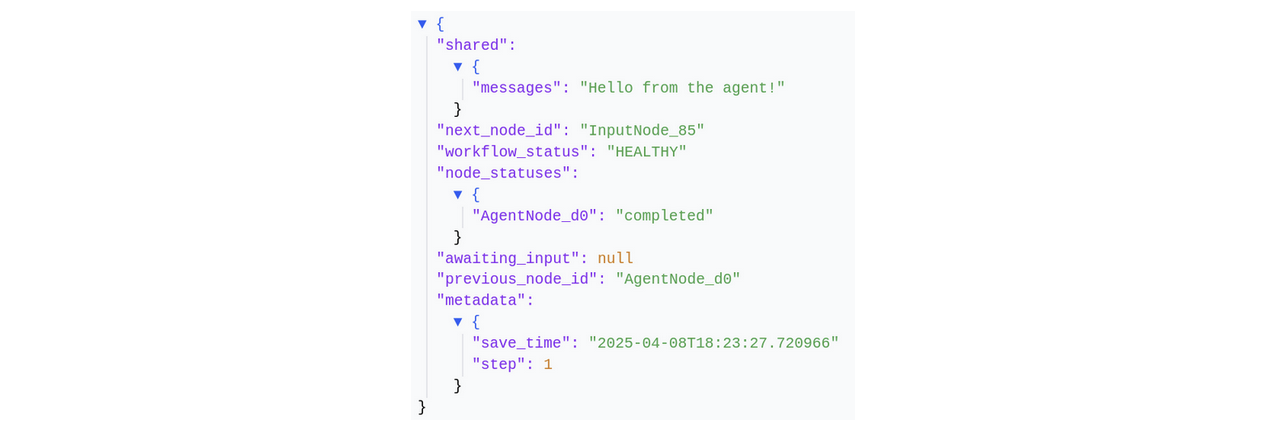 ▼ {
"shared":
▼ {
"messages": "Hello from the agent!"
}
"next_node_id": "InputNode_85"
"workflow_status": "HEALTHY"
"node_statuses":
▼ {
"AgentNode_d0": "completed"
}
"awaiting_input": null
"previous_node_id": "AgentNode_d0"
"metadata":
▼ {
"save_time": "2025-04-08T18:23:27.720966"
"step": 1
}
}